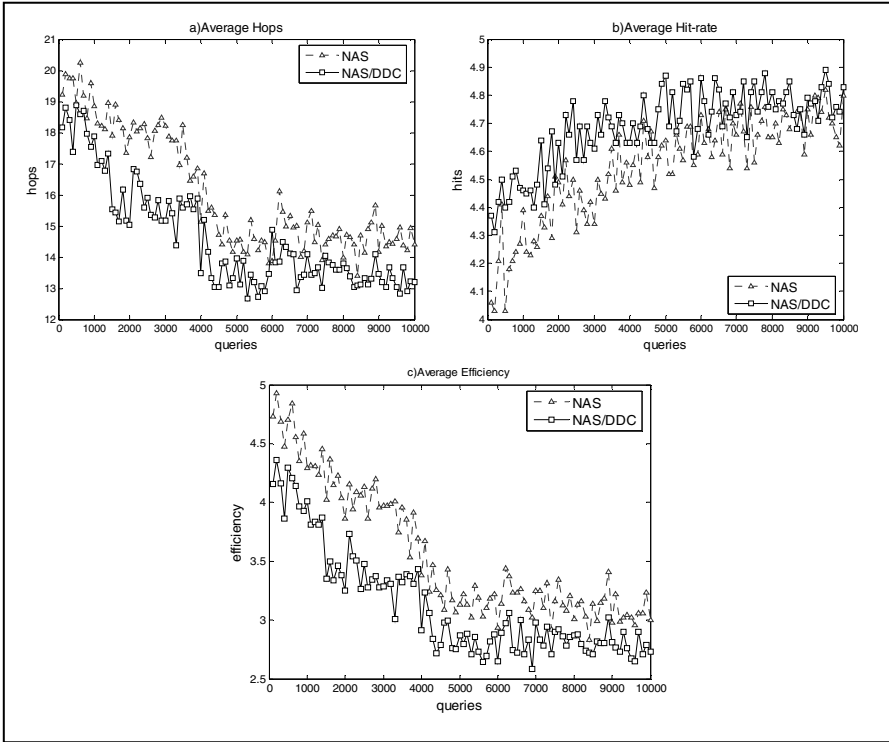 a)Average Hops
21
20
19
18
17
16
15
14
13
12
0 1000 2000 3000 4000 5000 6000 7000 8000 9000 10000
hops
queries
NAS
NAS/DDC
b)Average Hit-rate
5
4.9
4.8
4.7
4.6
4.5
4.4
4.3
4.2
4.1
4
0 1000 2000 3000 4000 5000 6000 7000 8000 9000 10000
hits
queries
NAS
NAS/DDC
c)Average Efficiency
5
4.5
4
3.5
3
2.5
0 1000 2000 3000 4000 5000 6000 7000 8000 9000 10000
efficiency
queries
NAS
NAS/DDC